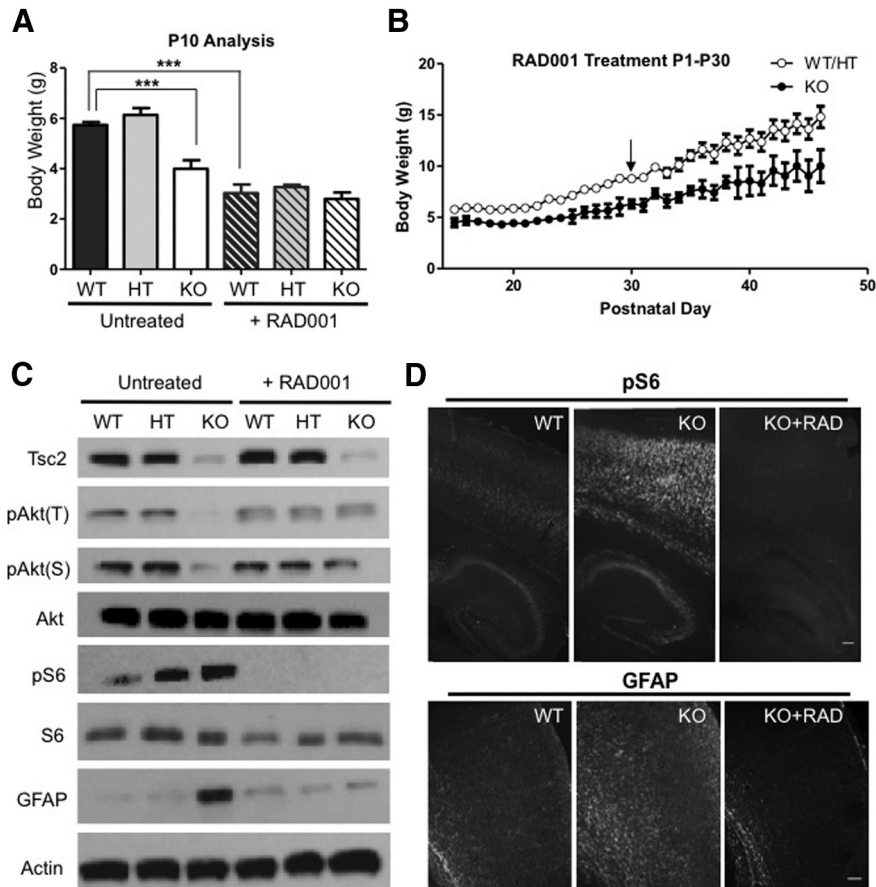 A
P10 Analysis
Body Weight (g)
8
6
4
2
0
***
***
WT HT KO WT HT KO
Untreated + RAD001
B
RAD001 Treatment P1-P30
WT/HT
KO
Body Weight (g)
20
15
10
5
0
20 30 40 50
Postnatal Day
C
Untreated + RAD001
WT HT KO WT HT KO
Tsc2
pAkt(T)
pAkt(S)
Akt
pS6
S6
GFAP
Actin
D
pS6
WT KO KO+RAD
GFAP
WT KO KO+RAD